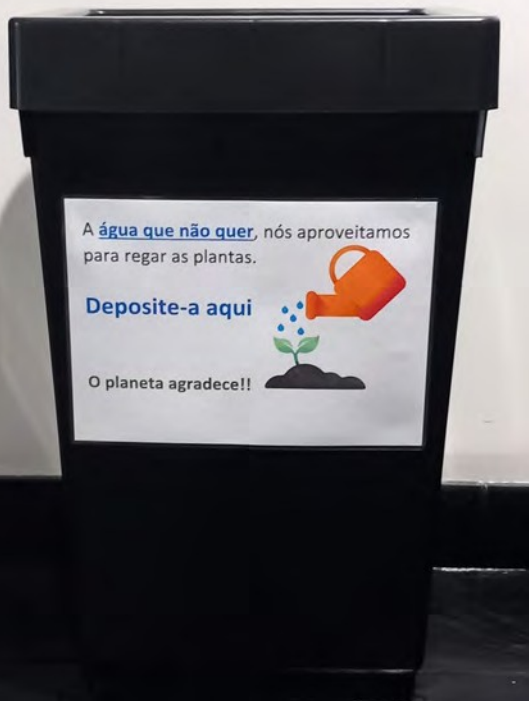 A água que não quer, nós aproveitamos
para regar as plantas.
Deposite-a aqui
O planeta agradece!!